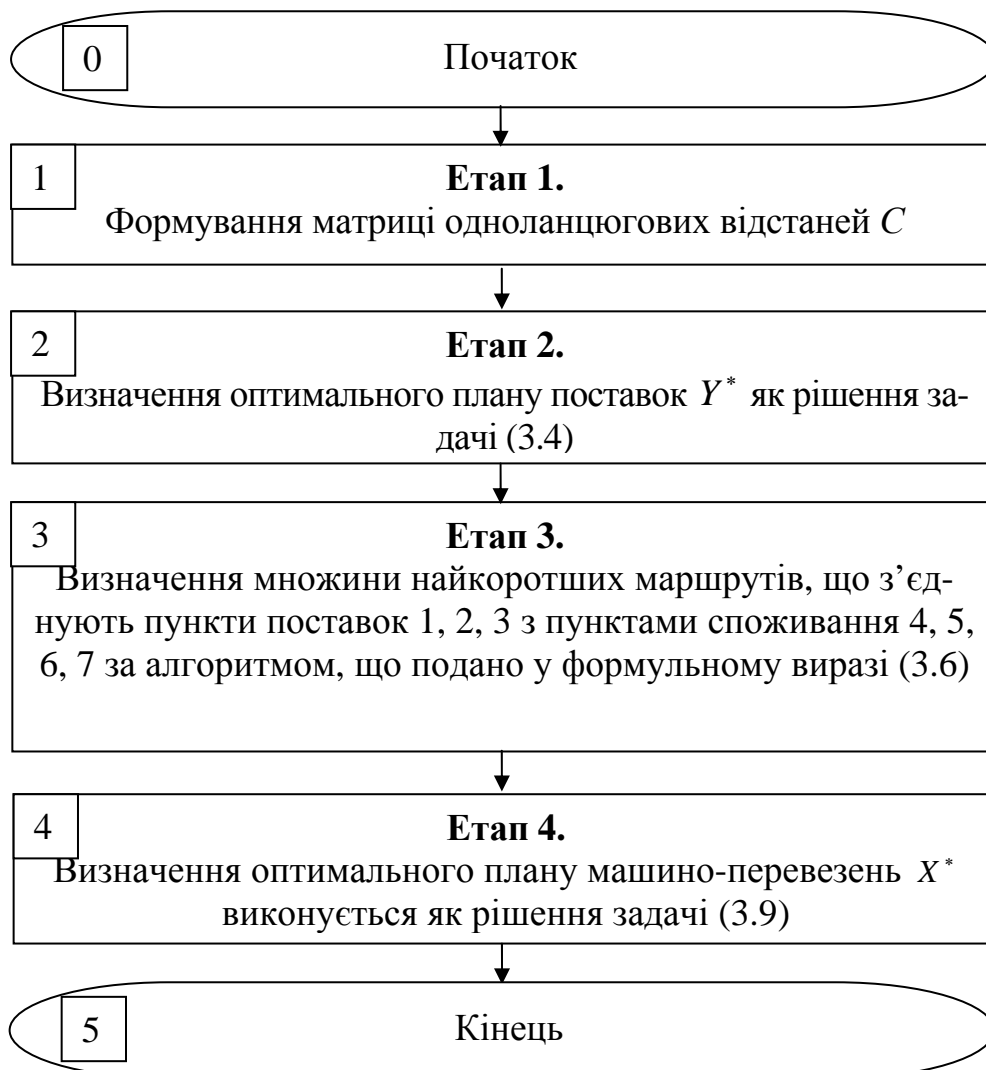 0
Початок
1
Етап 1.
Формування матриці одноланцюгових відстаней C
2
Етап 2.
Визначення оптимального плану поставок Y* як рішення за-
дачі (3.4)
3
Етап 3.
Визначення множини найкоротших маршрутів, що з’єд-
нують пункти поставок 1, 2, 3 з пунктами споживання 4, 5,
6, 7 за алгоритмом, що подано у формульному виразі (3.6)
4
Етап 4.
Визначення оптимального плану машино-перевезень X*
виконується як рішення задачі (3.9)
5
Кінець